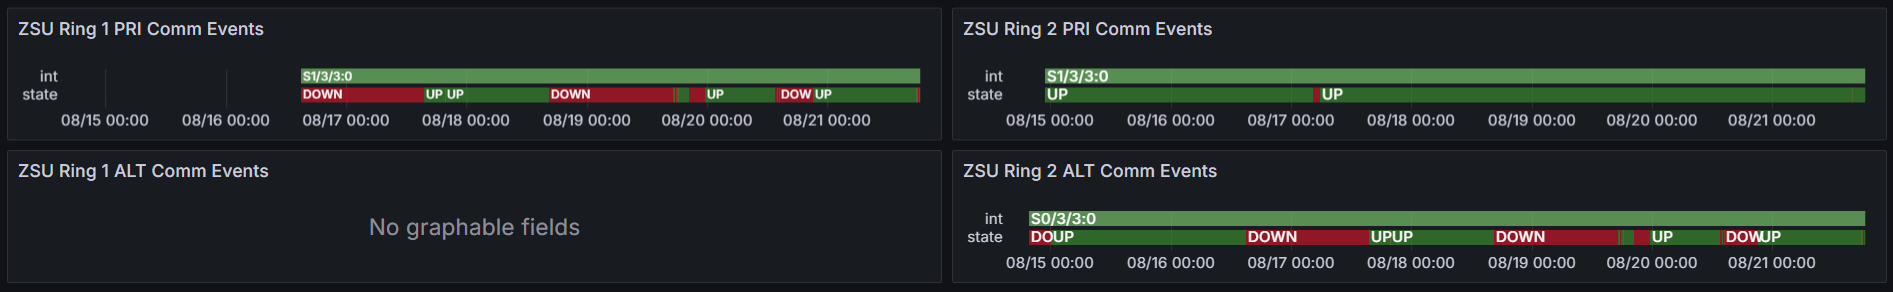 ZSU Ring 1 PRI Comm Events
int
S1/3/3:0
state
DOWN UP UP DOWN UP DOW UP
08/15 00:00 08/16 00:00 08/17 00:00 08/18 00:00 08/19 00:00 08/20 00:00 08/21 00:00
ZSU Ring 2 PRI Comm Events
int
S1/3/3:0
state
UP UP
08/15 00:00 08/16 00:00 08/17 00:00 08/18 00:00 08/19 00:00 08/20 00:00 08/21 00:00
ZSU Ring 1 ALT Comm Events
No graphable fields
ZSU Ring 2 ALT Comm Events
int
S0/3/3:0
state
DOUP DOWN UPUP DOWN UP DOWUP
08/15 00:00 08/16 00:00 08/17 00:00 08/18 00:00 08/19 00:00 08/20 00:00 08/21 00:00